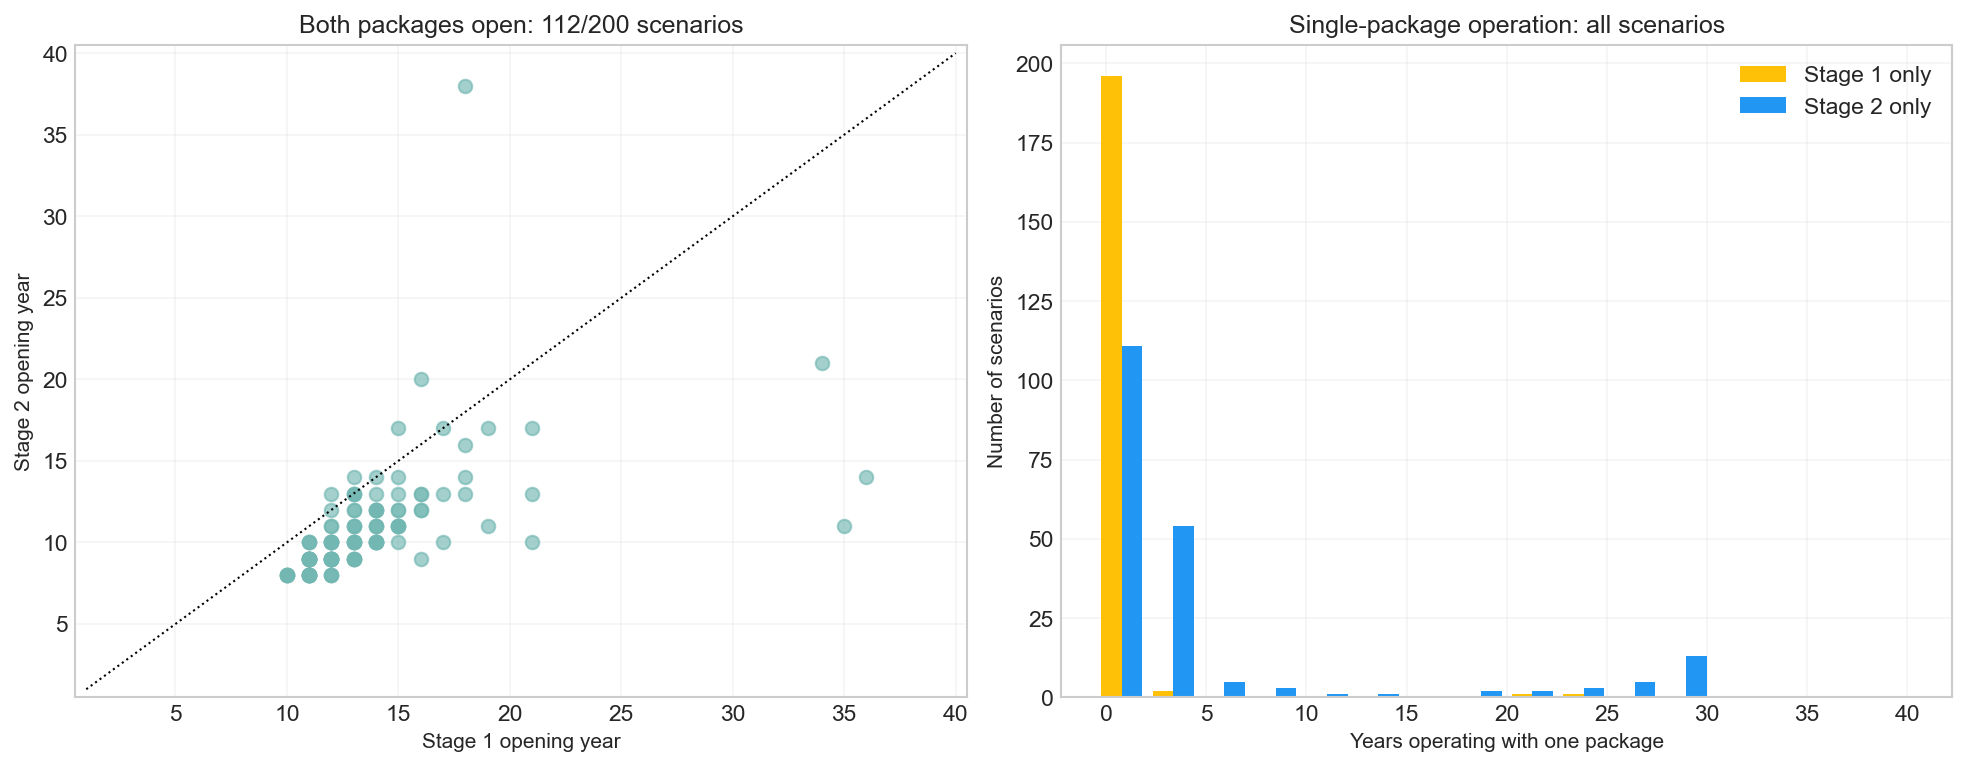 Both packages open: 112/200 scenarios
40
35
30
25
20
15
10
5
Stage 2 opening year
5 10 15 20 25 30 35 40
Stage 1 opening year
Single-package operation: all scenarios
200
175
150
125
100
75
50
25
0
Number of scenarios
Stage 1 only
Stage 2 only
0 5 10 15 20 25 30 35 40
Years operating with one package